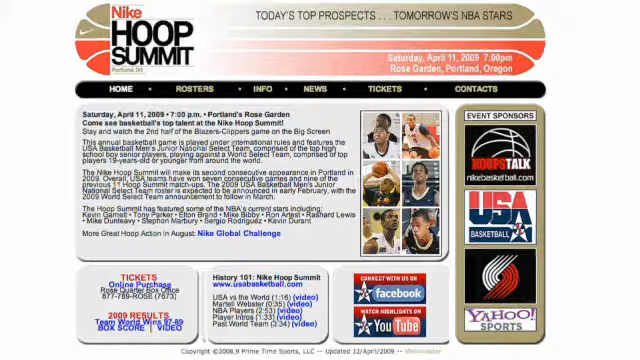 Nike
HOOP
SUMMIT
Portland, OR
TODAY'S TOP PROSPECTS . . . TOMORROW'S NBA STARS
Saturday, April 11, 2009 7:00pm
Rose Garden, Portland, Oregon
HOME • ROSTERS • INFO • NEWS • TICKETS • CONTACTS
Saturday, April 11, 2009 • 7:00 p.m. • Portland's Rose Garden
Come see basketball's top talent at the Nike Hoop Summit!
Stay and watch the 2nd half of the Blazers-Clippers game on the Big Screen
This annual basketball game is played under international rules and features the
USA Basketball Men's Junior National Select Team, comprised of the top high
school boy senior players, playing against a World Select Team, comprised of top
players 19-years-old or younger from around the world.
The Nike Hoop Summit will make its second consecutive appearance in Portland in
2009. Overall, USA teams have won seven consecutive games and nine of the
previous 11 Hoop Summit match-ups. The 2009 USA Basketball Men's Junior
National Select Team roster is expected to be announced in early February, with the
2009 World Select Team announcement to follow in March.
The Hoop Summit has featured some of the NBA's current stars including:
Kevin Garnett • Tony Parker • Elton Brand • Mike Bibby • Ron Artest • Rashard Lewis
• Mike Dunleavy • Stephon Marbury • Sergio Rodriguez • Kevin Durant
More Great Hoop Action in August: Nike Global Challenge
EVENT SPONSORS
HOOPSTALK
nikebasketball.com
USA
BASKETBALL
YAHOO!
SPORTS
TICKETS
Online Purchase
Rose Quarter Box Office
877-789-ROSE (7673)
2009 RESULTS
Team World Wins 97-89
BOX SCORE | VIDEO
History 101: Nike Hoop Summit
www.usabasketball.com
USA vs the World (1:16) (video)
Martell Webster (0:35) (video)
NBA Players (2:53) (video)
Player Intros (1:33) (video)
Past World Team (3:34) (video)
CONNECT WITH US ON
facebook
WATCH HIGHLIGHTS ON
YouTube
Copyright ©2008,9 Prime Time Sports, LLC -- Updated 12/April/2009 -- Webmaster